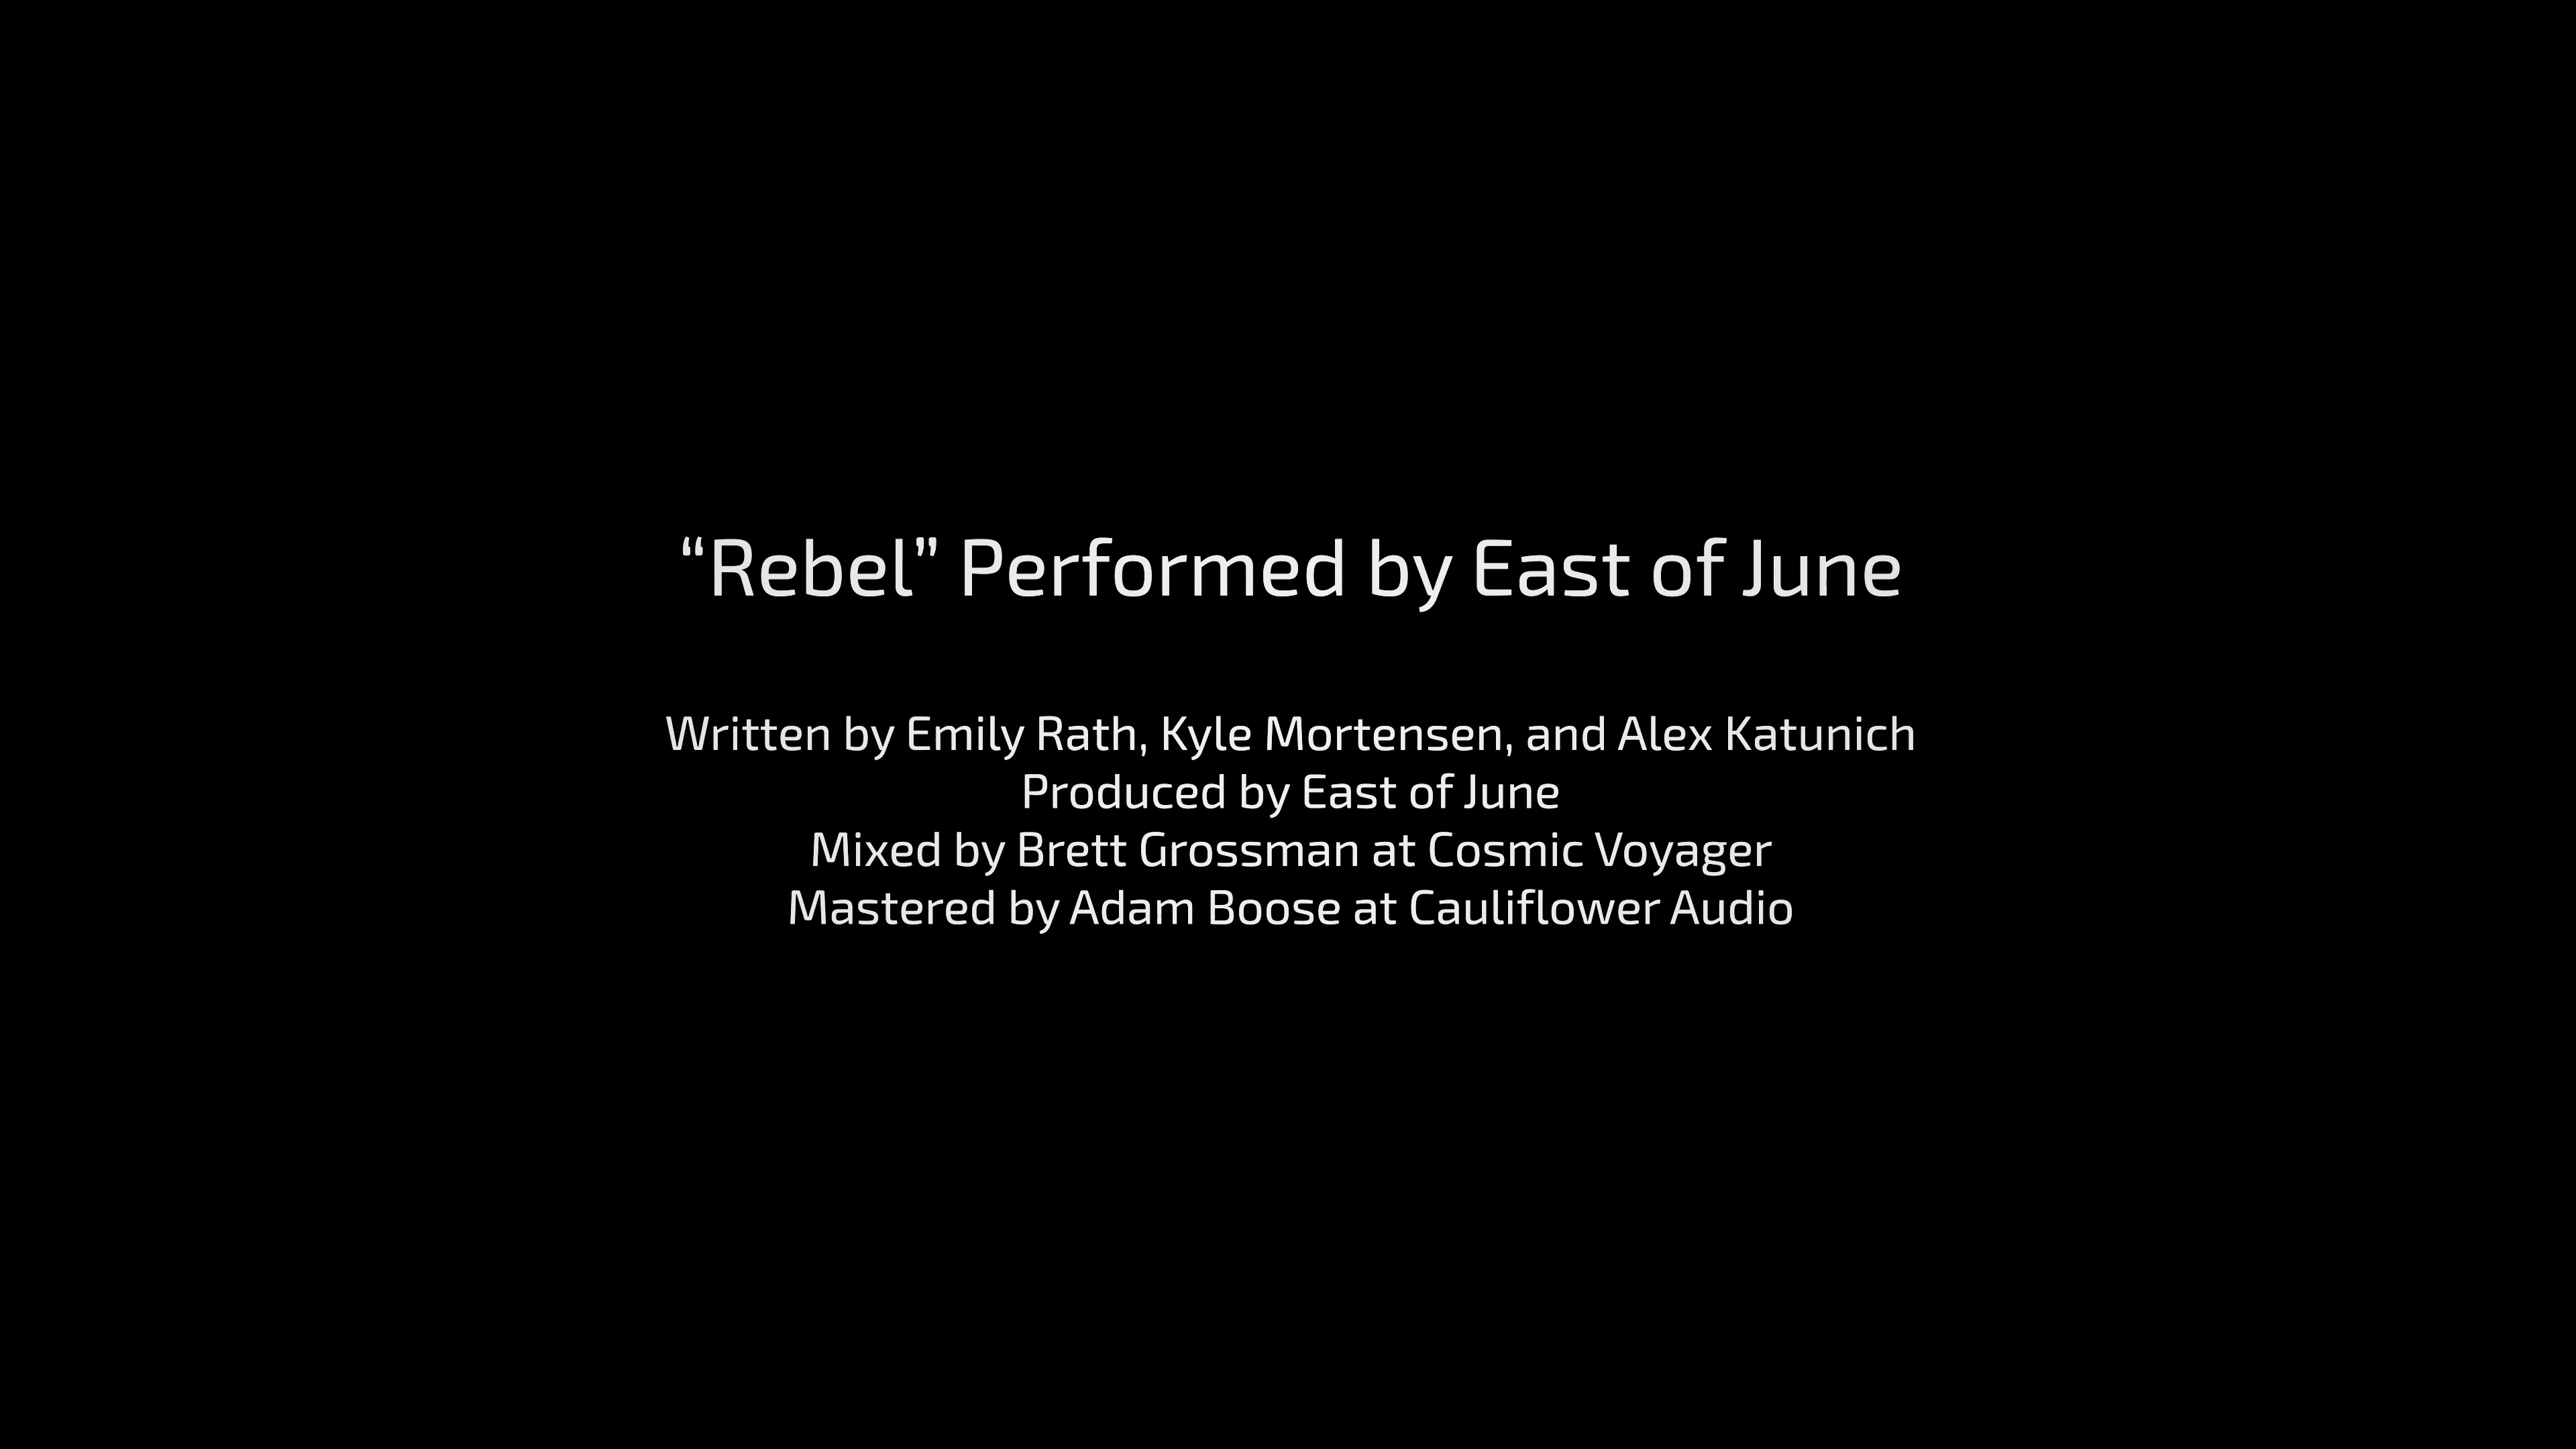 “Rebel” Performed by East of June
Written by Emily Rath, Kyle Mortensen, and Alex Katunich
Produced by East of June
Mixed by Brett Grossman at Cosmic Voyager
Mastered by Adam Boose at Cauliflower Audio